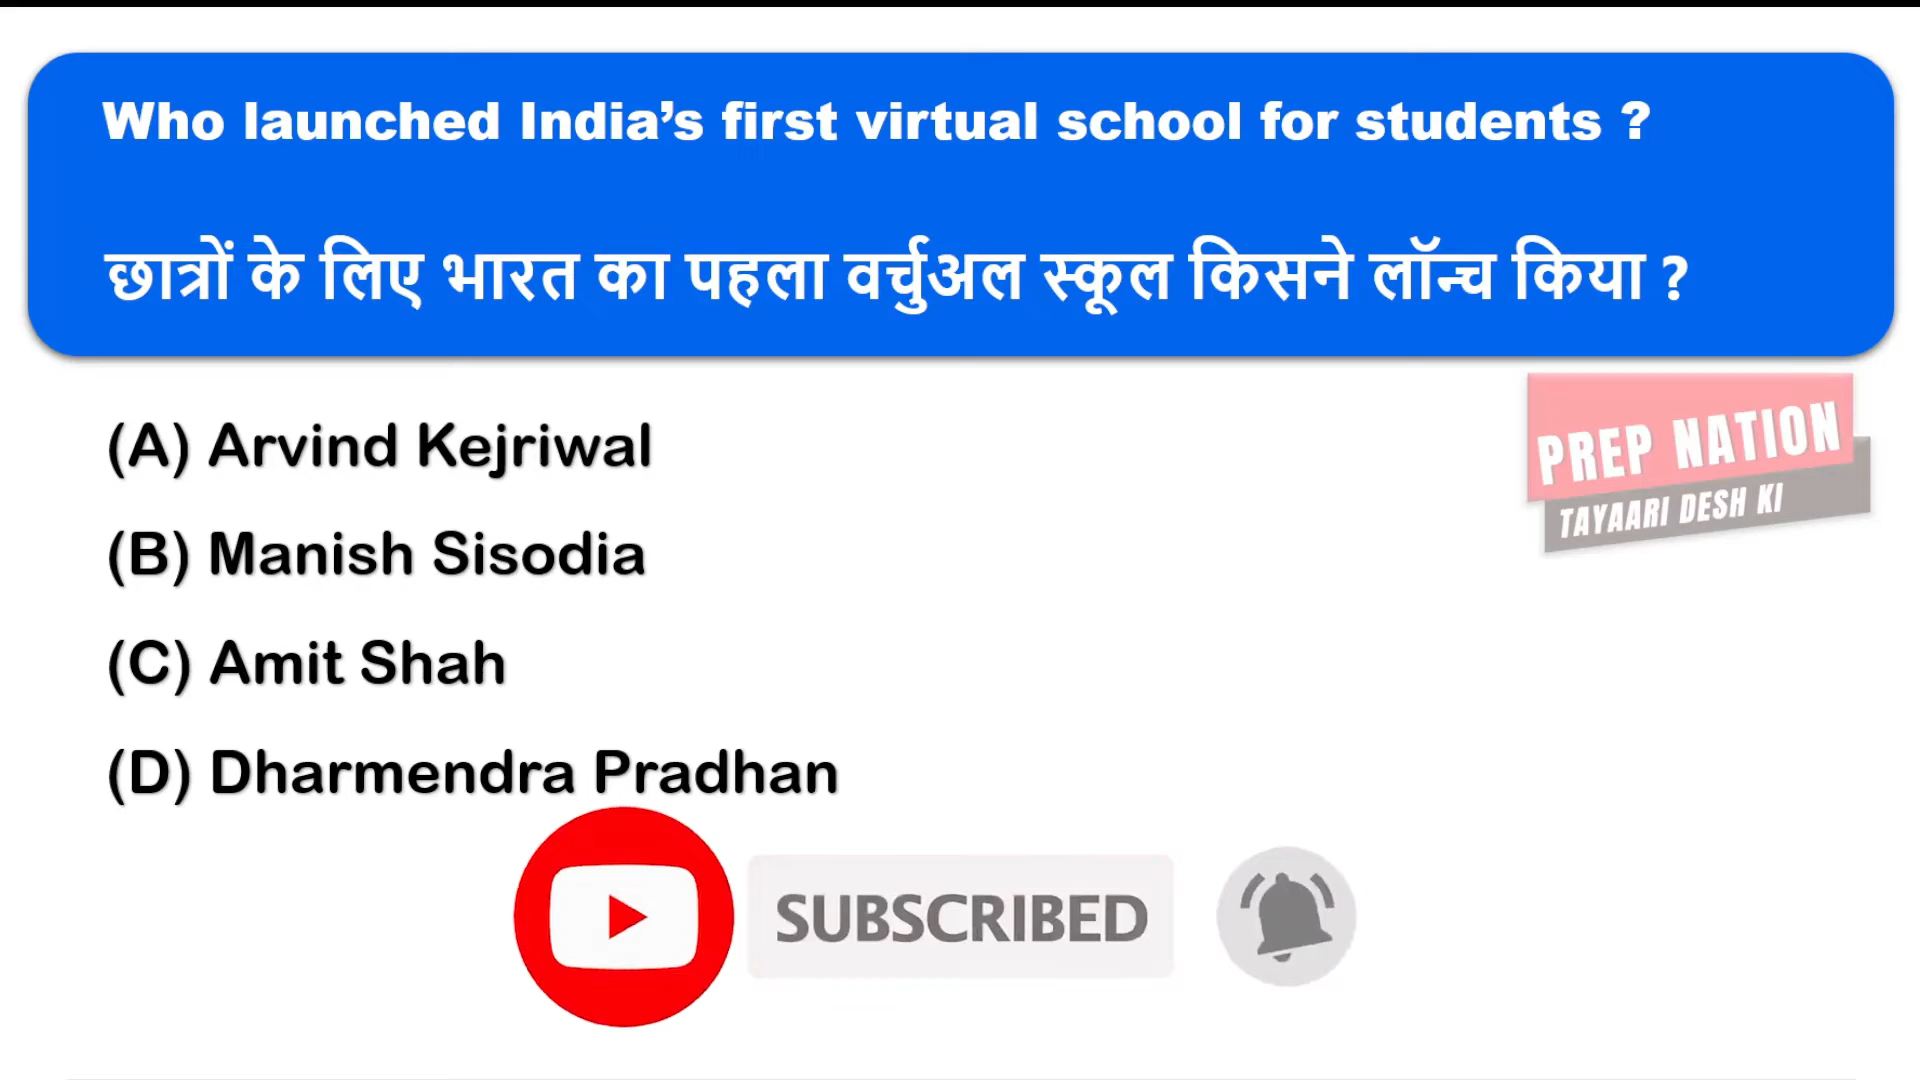 Who launched India’s first virtual school for students ?
छात्रों के लिए भारत का पहला वर्चुअल स्कूल किसने लॉन्च किया ?
(A) Arvind Kejriwal
(B) Manish Sisodia
(C) Amit Shah
(D) Dharmendra Pradhan
PREP NATION
TAYAARI DESH KI
SUBSCRIBED